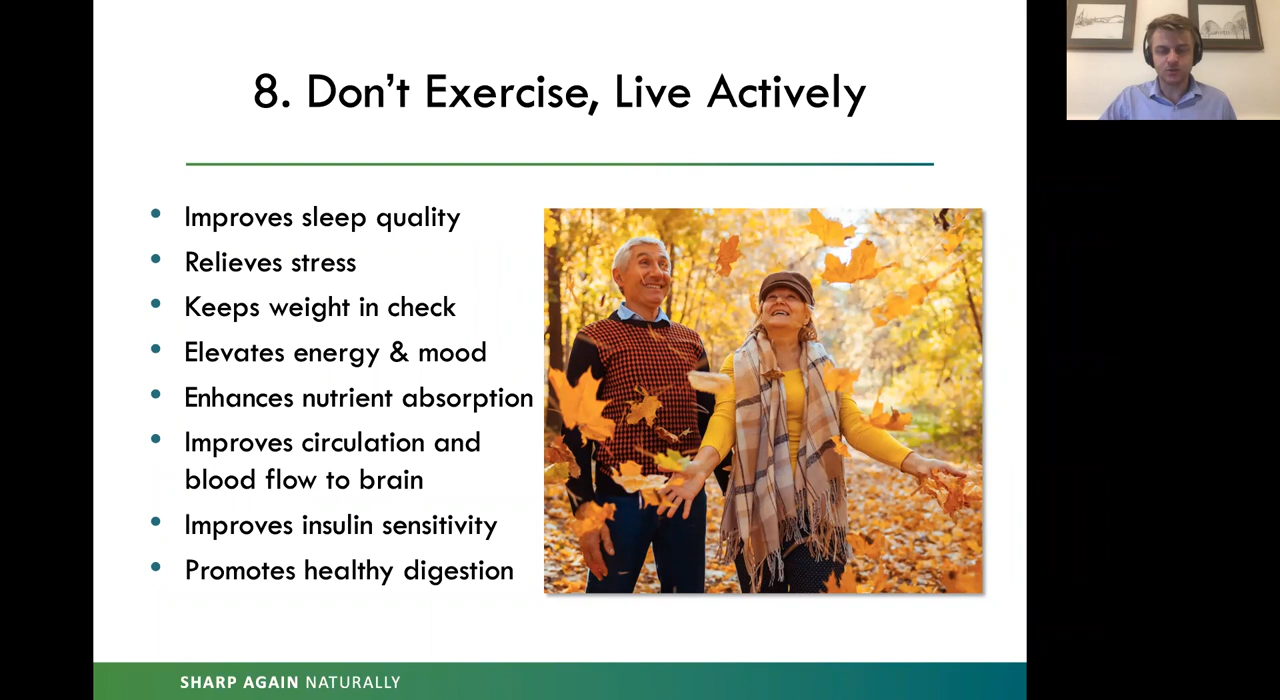 8. Don’t Exercise, Live Actively
• Improves sleep quality
• Relieves stress
• Keeps weight in check
• Elevates energy & mood
• Enhances nutrient absorption
• Improves circulation and
blood flow to brain
• Improves insulin sensitivity
• Promotes healthy digestion
SHARP AGAIN NATURALLY